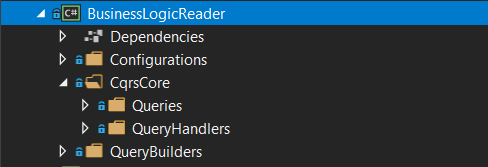 C# BusinessLogicReader
Dependencies
Configurations
CqrsCore
Queries
QueryHandlers
QueryBuilders